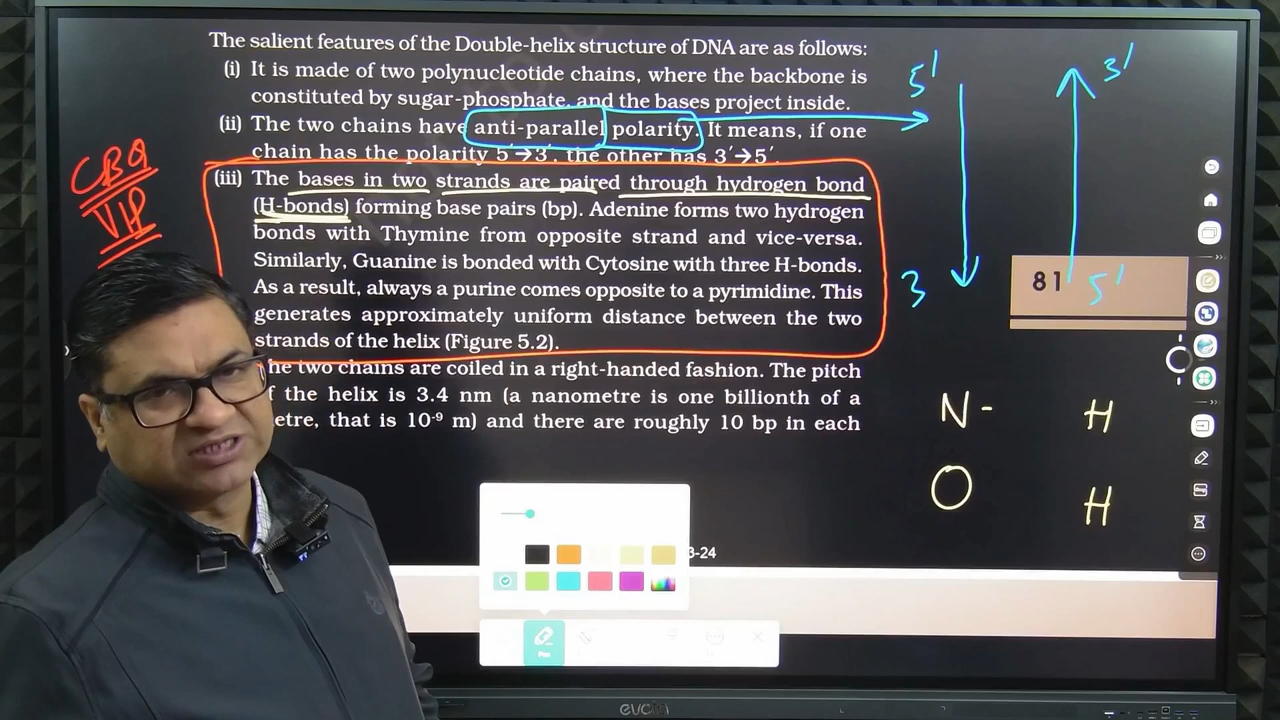 The salient features of the Double-helix structure of DNA are as follows:
(i) It is made of two polynucleotide chains, where the backbone is
constituted by sugar-phosphate, and the bases project inside.
(ii) The two chains have anti-parallel polarity. It means, if one
chain has the polarity 5′→3′, the other has 3′→5′.
(iii) The bases in two strands are paired through hydrogen bond
(H-bonds) forming base pairs (bp). Adenine forms two hydrogen
bonds with Thymine from opposite strand and vice-versa.
Similarly, Guanine is bonded with Cytosine with three H-bonds.
As a result, always a purine comes opposite to a pyrimidine. This
generates approximately uniform distance between the two
strands of the helix (Figure 5.2).
he two chains are coiled in a right-handed fashion. The pitch
f the helix is 3.4 nm (a nanometre is one billionth of a
etre, that is 10⁻⁹ m) and there are roughly 10 bp in each
CBQ
VIP
5' 3'
3 5'
81
N- H
O H
3-24
Pen